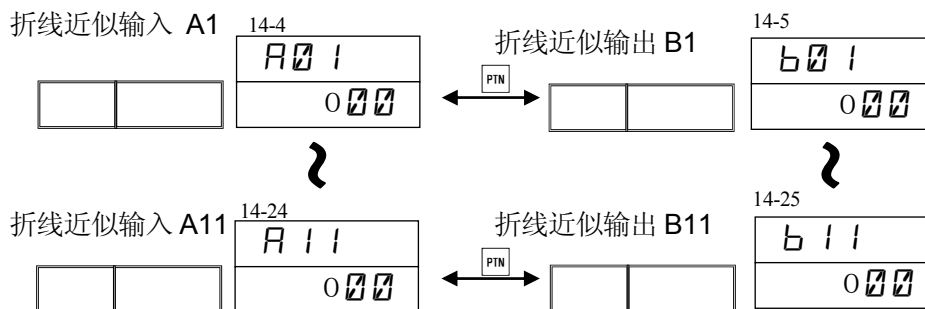 折线近似输入 A1
14-4
A01
000
PTN
折线近似输出 B1
14-5
b01
000
折线近似输入 A11
14-24
A11
000
PTN
折线近似输出 B11
14-25
b11
000